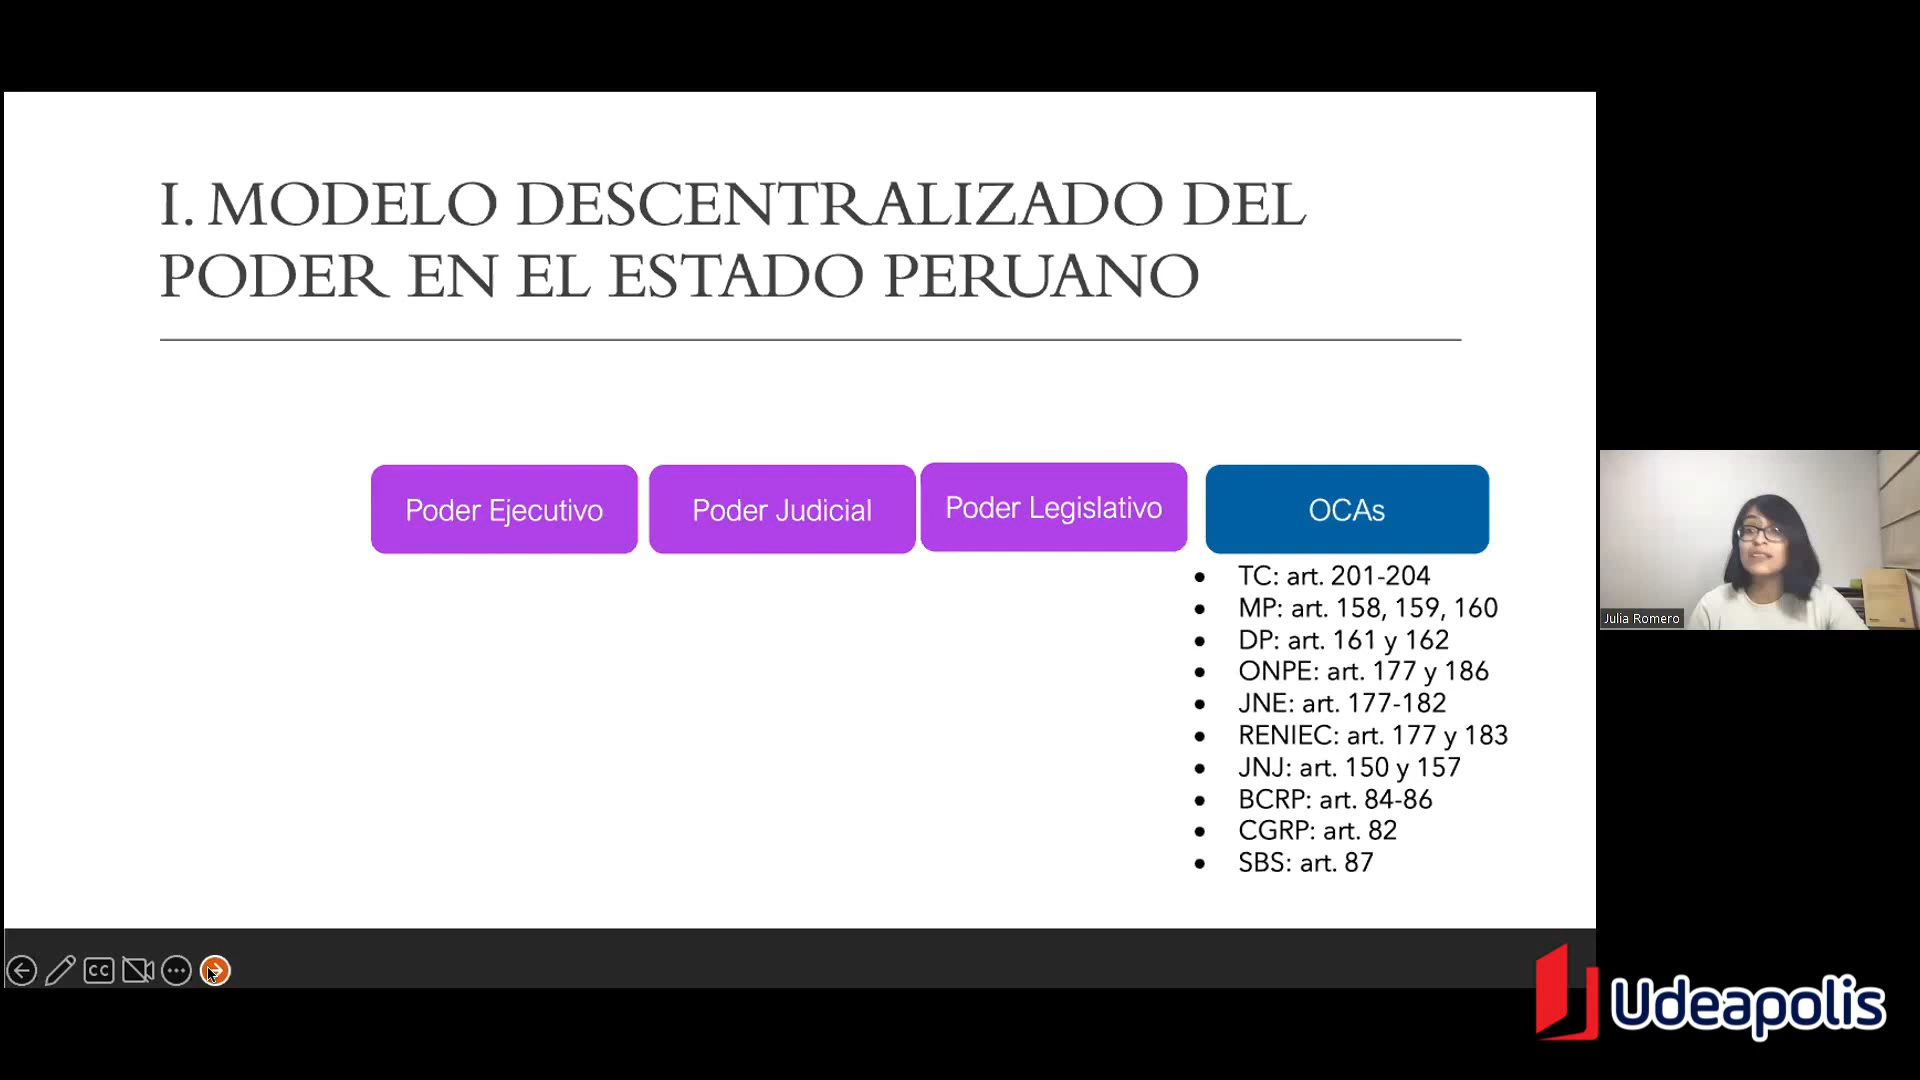 I. MODELO DESCENTRALIZADO DEL
PODER EN EL ESTADO PERUANO
Poder Ejecutivo
Poder Judicial
Poder Legislativo
OCAs
• TC: art. 201-204
• MP: art. 158, 159, 160
• DP: art. 161 y 162
• ONPE: art. 177 y 186
• JNE: art. 177-182
• RENIEC: art. 177 y 183
• JNJ: art. 150 y 157
• BCRP: art. 84-86
• CGRP: art. 82
• SBS: art. 87
Julia Romero
CC
Udeapolis